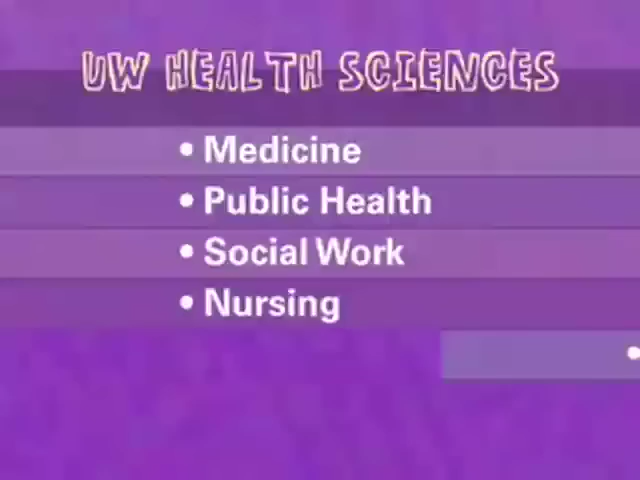 UW HEALTH SCIENCES
• Medicine
• Public Health
• Social Work
• Nursing
•